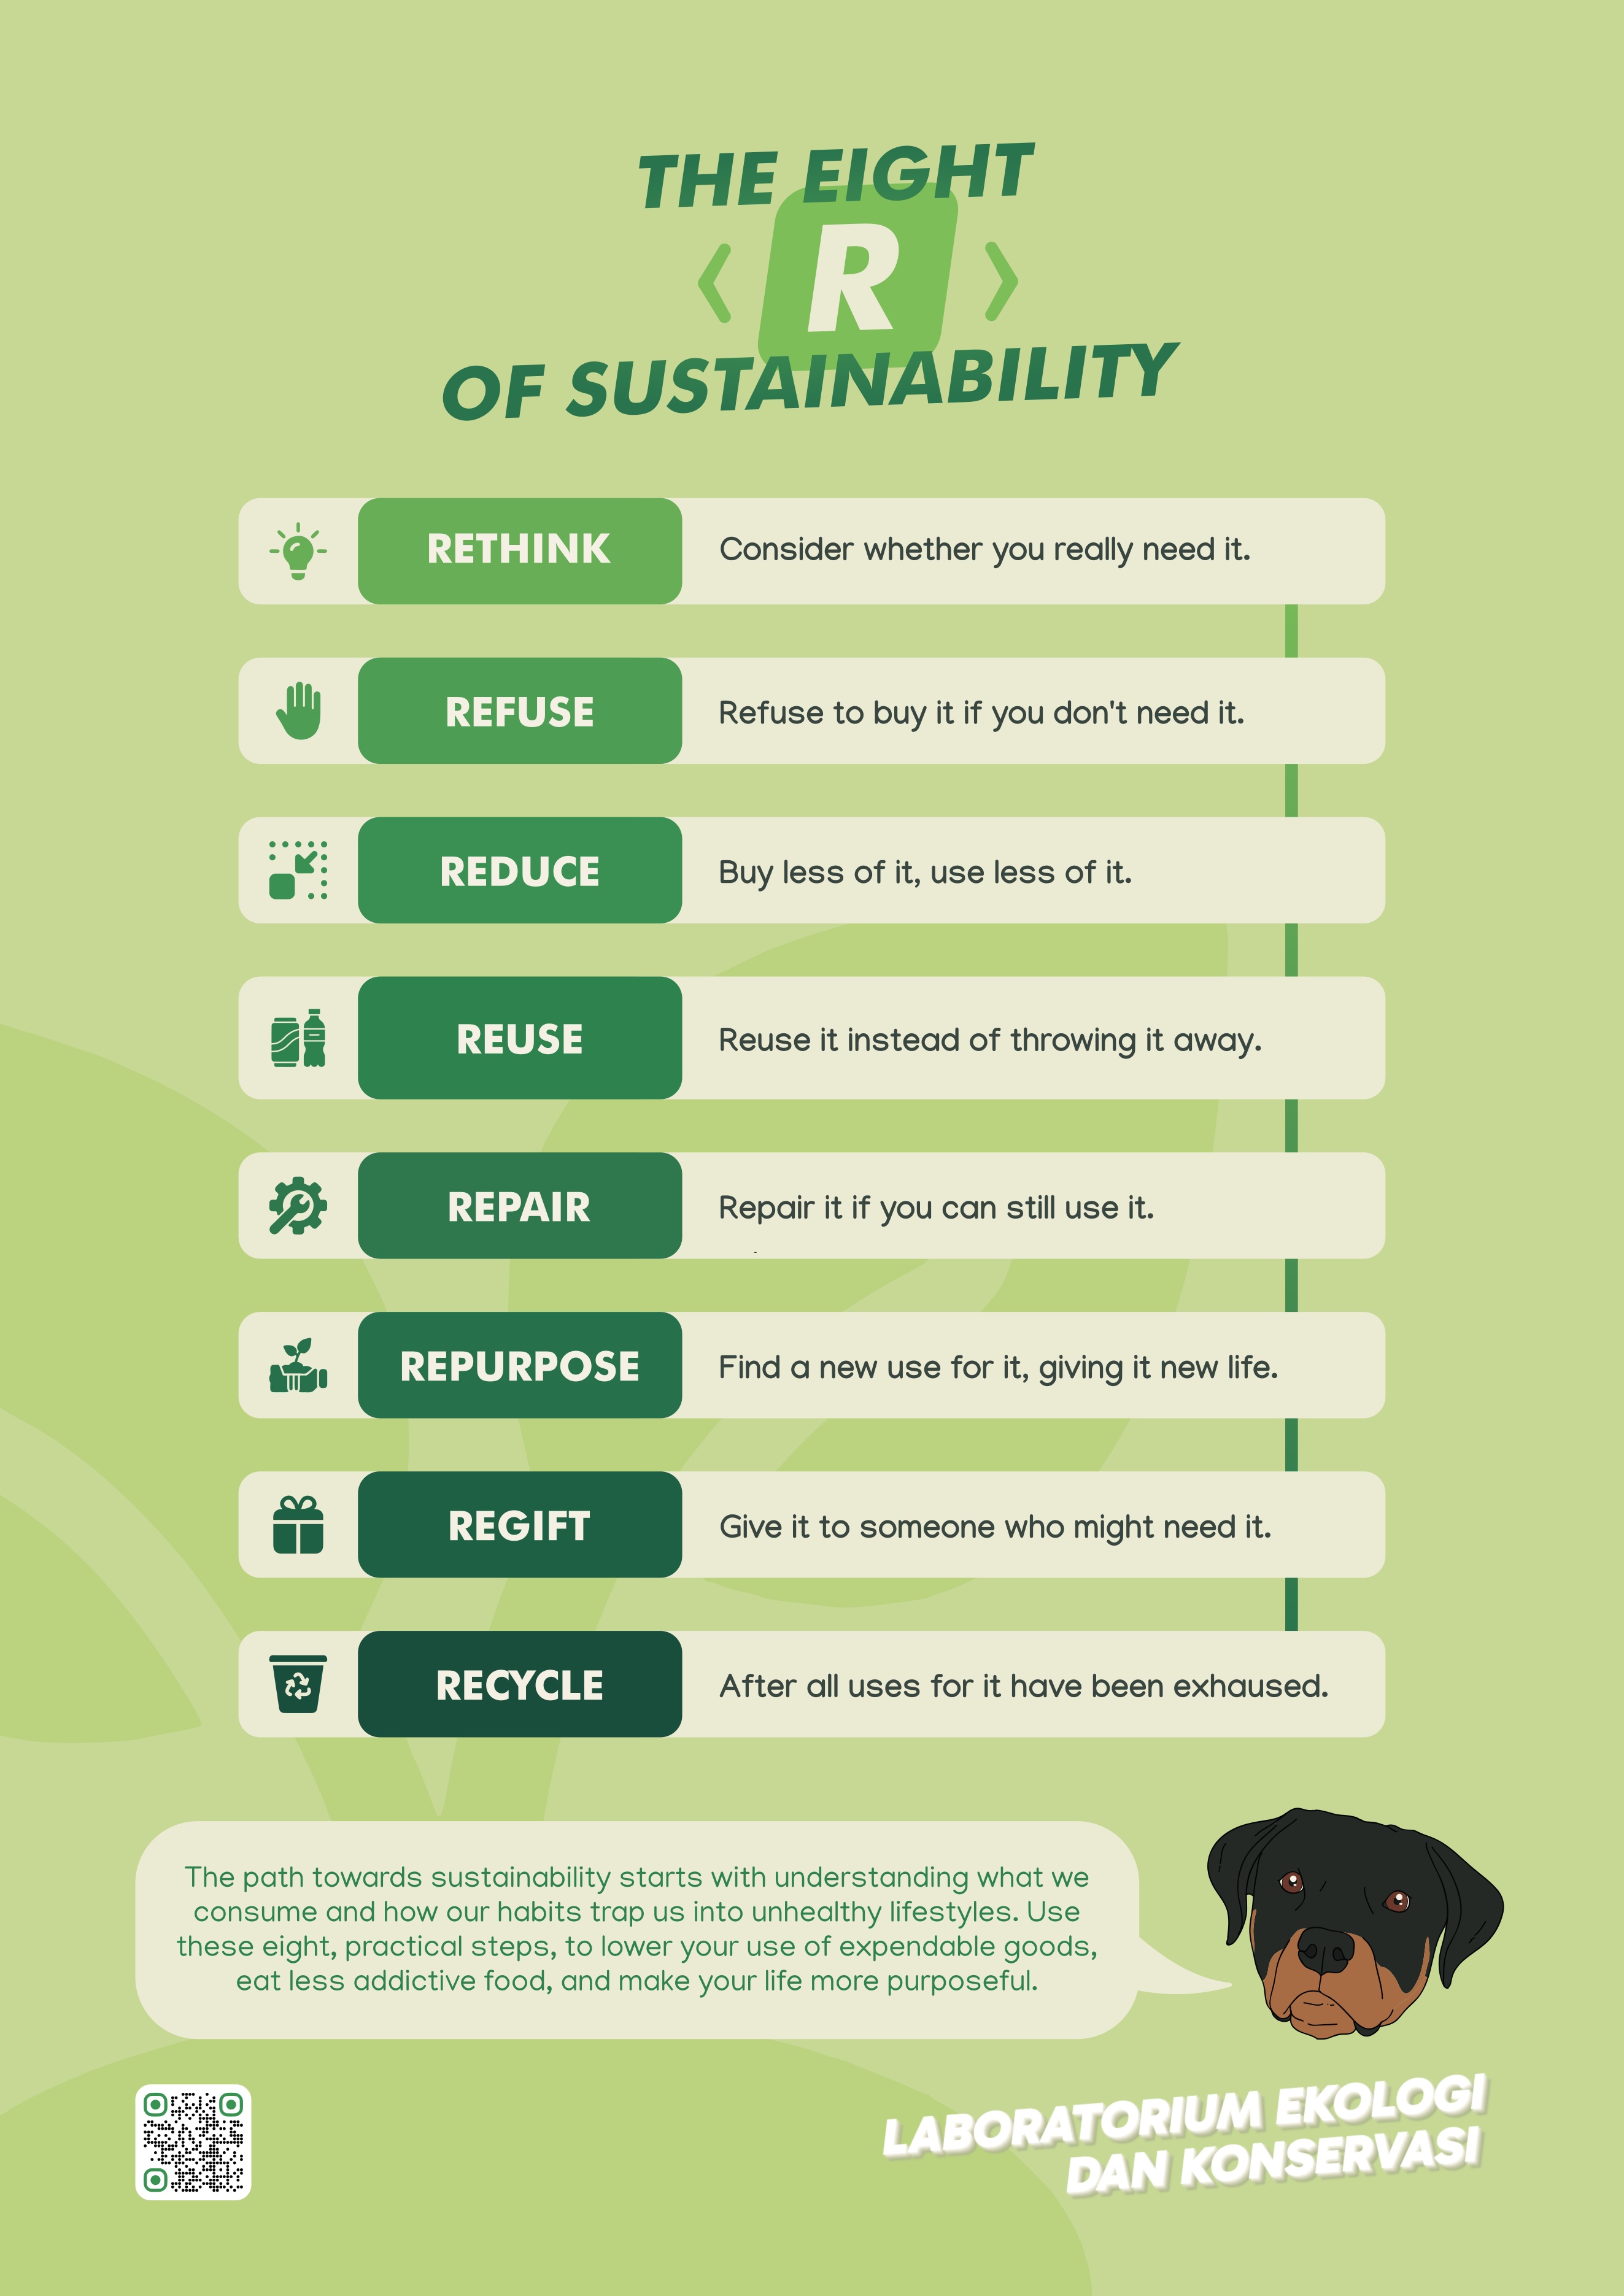 THE EIGHT
R
OF SUSTAINABILITY
RETHINK
Consider whether you really need it.
REFUSE
Refuse to buy it if you don't need it.
REDUCE
Buy less of it, use less of it.
REUSE
Reuse it instead of throwing it away.
REPAIR
Repair it if you can still use it.
REPURPOSE
Find a new use for it, giving it new life.
REGIFT
Give it to someone who might need it.
RECYCLE
After all uses for it have been exhaused.
The path towards sustainability starts with understanding what we
consume and how our habits trap us into unhealthy lifestyles. Use
these eight, practical steps, to lower your use of expendable goods,
eat less addictive food, and make your life more purposeful.
LABORATORIUM EKOLOGI
DAN KONSERVASI